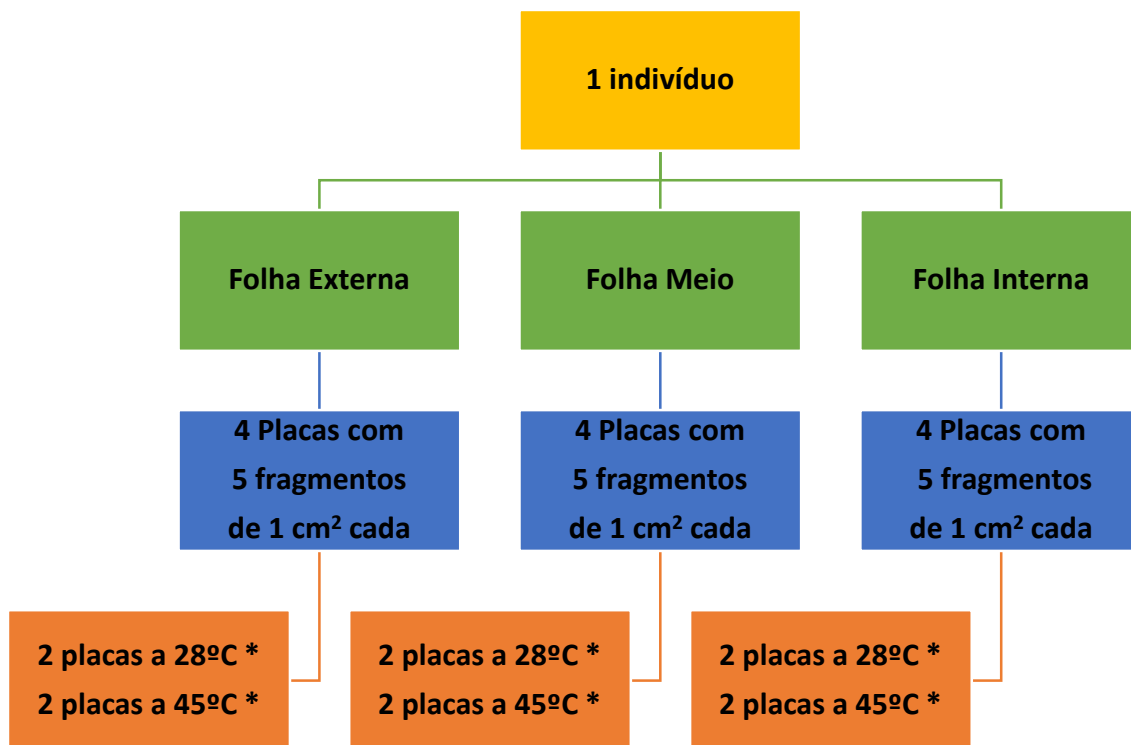 1 indivíduo
Folha Externa
Folha Meio
Folha Interna
4 Placas com
5 fragmentos
de 1 cm² cada
4 Placas com
5 fragmentos
de 1 cm² cada
4 Placas com
5 fragmentos
de 1 cm² cada
2 placas a 28ºC *
2 placas a 45ºC *
2 placas a 28ºC *
2 placas a 45ºC *
2 placas a 28ºC *
2 placas a 45ºC *